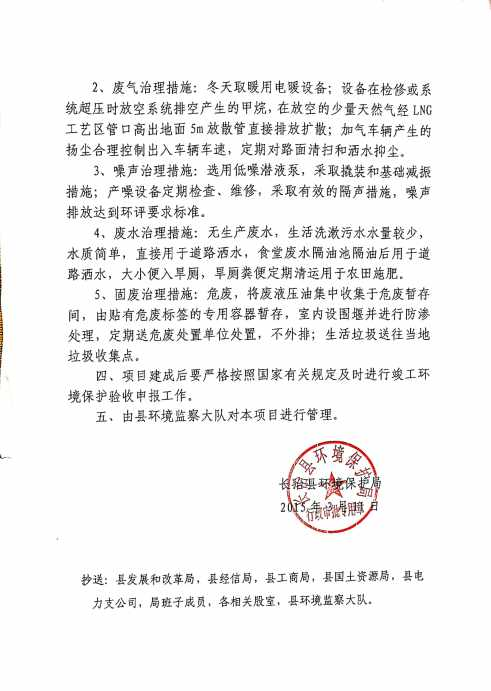 2、废气治理措施：冬天取暖用电暖设备；设备在检修或系
统超压时放空系统排空产生的甲烷，在放空的少量天然气经 LNG
工艺区管口高出地面 5m 放散管直接排放扩散；加气车辆产生的
扬尘合理控制出入车辆车速，定期对路面清扫和洒水抑尘。
3、噪声治理措施：选用低噪潜液泵，采取撬装和基础减振
措施；产噪设备定期检查、维修，采取有效的隔声措施，噪声
排放达到环评要求标准。
4、废水治理措施：无生产废水，生活洗漱污水水量较少，
水质简单，直接用于道路洒水，食堂废水隔油池隔油后用于道
路洒水，大小便入旱厕，旱厕粪便定期清运用于农田施肥。
5、固废治理措施：危废，将废液压油集中收集于危废暂存
间，由贴有危废标签的专用容器暂存，室内设围堰并进行防渗
处理，定期送危废处置单位处置，不外排；生活垃圾送往当地
垃圾收集点。
四、项目建成后要严格按照国家有关规定及时进行竣工环
境保护验收申报工作。
五、由县环境监察大队对本项目进行管理。
长治县环境保护局
2015 年 3 月 11 日
长治县环境保护局
行政审批专用章
抄送：县发展和改革局，县经信局，县工商局，县国土资源局，县电
力支公司，局班子成员，各相关股室，县环境监察大队。